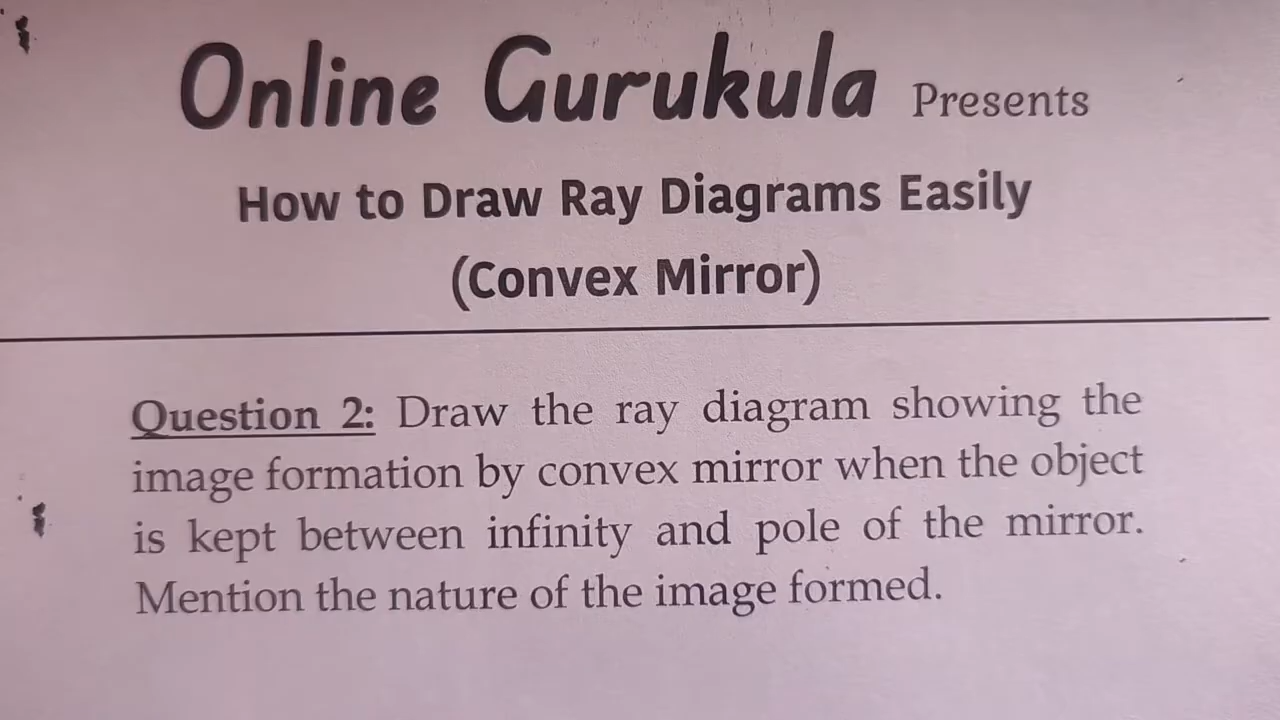 Online Gurukula Presents
How to Draw Ray Diagrams Easily
(Convex Mirror)
Question 2: Draw the ray diagram showing the
image formation by convex mirror when the object
is kept between infinity and pole of the mirror.
Mention the nature of the image formed.